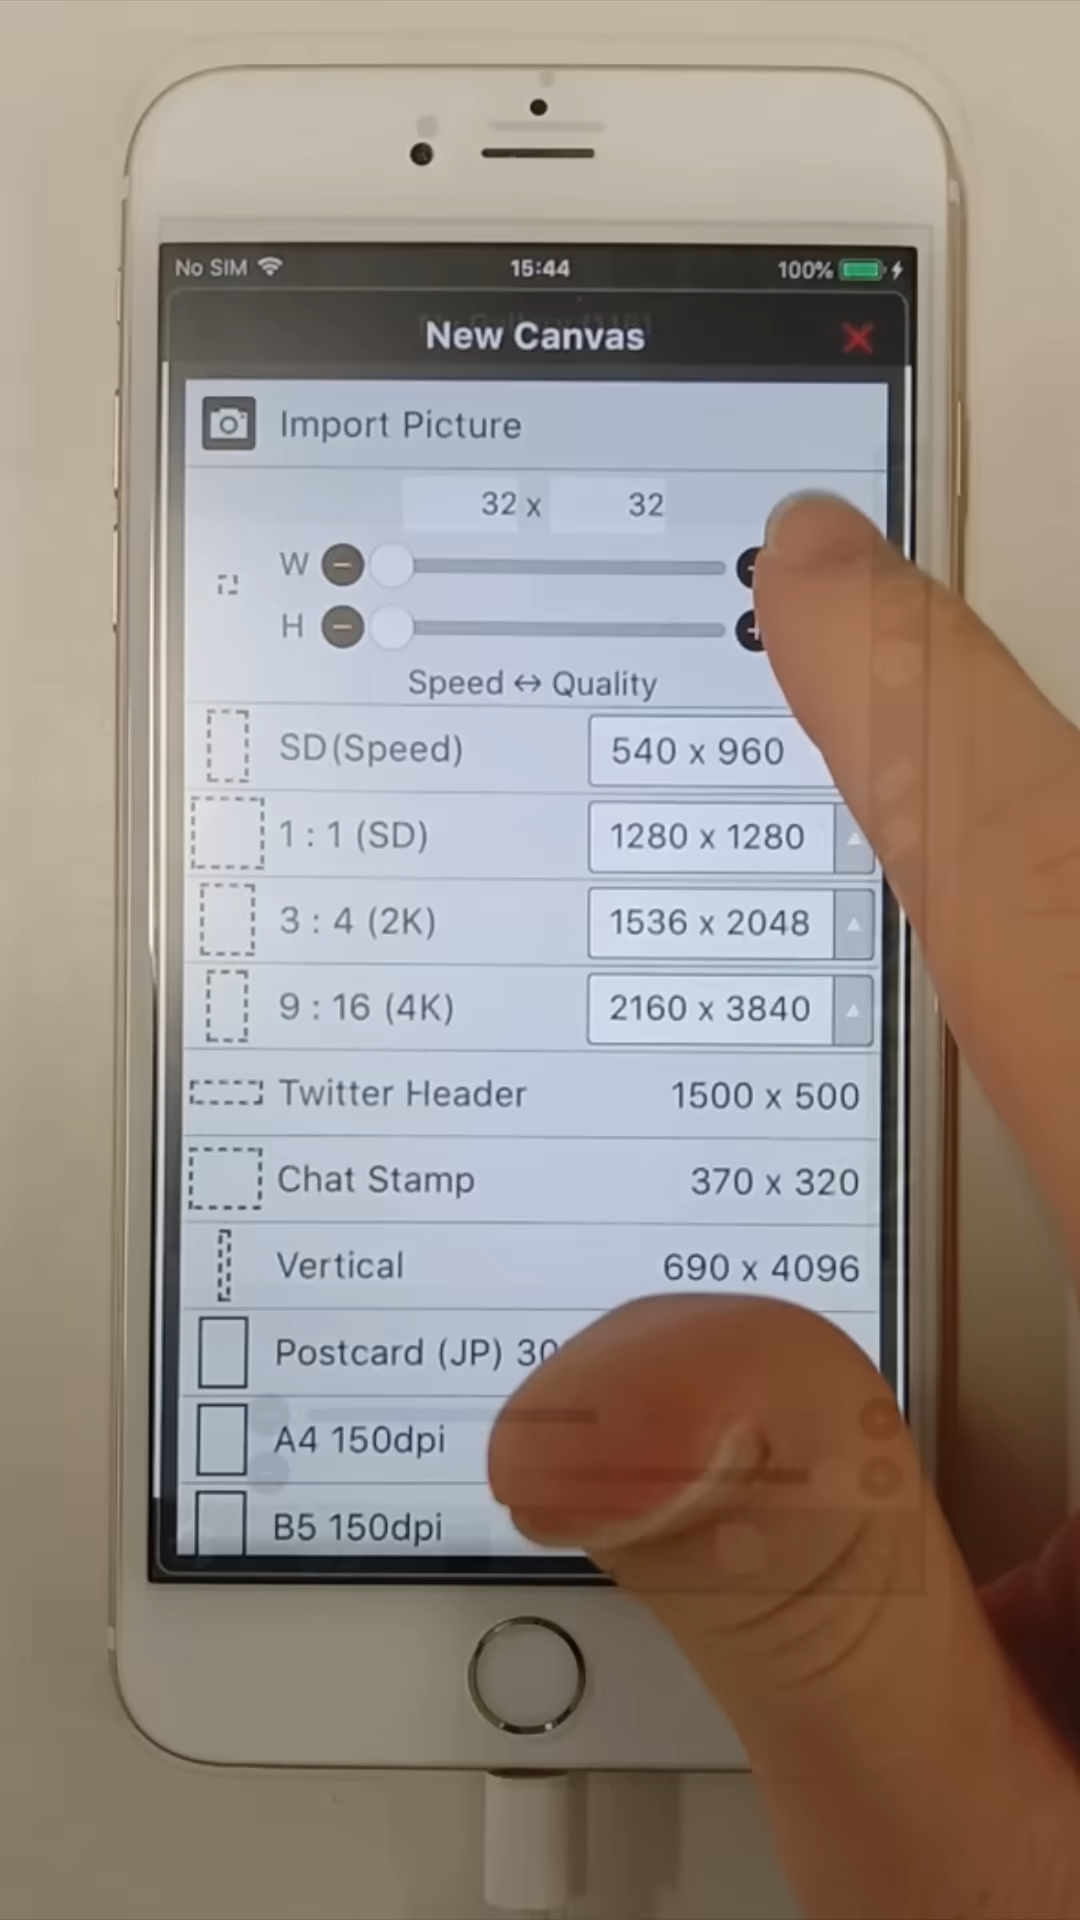 No SIM 15:44 100%
New Canvas
Import Picture
32 x 32
W
H
Speed ↔ Quality
SD(Speed) 540 x 960
1 : 1 (SD) 1280 x 1280
3 : 4 (2K) 1536 x 2048
9 : 16 (4K) 2160 x 3840
Twitter Header 1500 x 500
Chat Stamp 370 x 320
Vertical 690 x 4096
Postcard (JP)
A4 150dpi
B5 150dpi